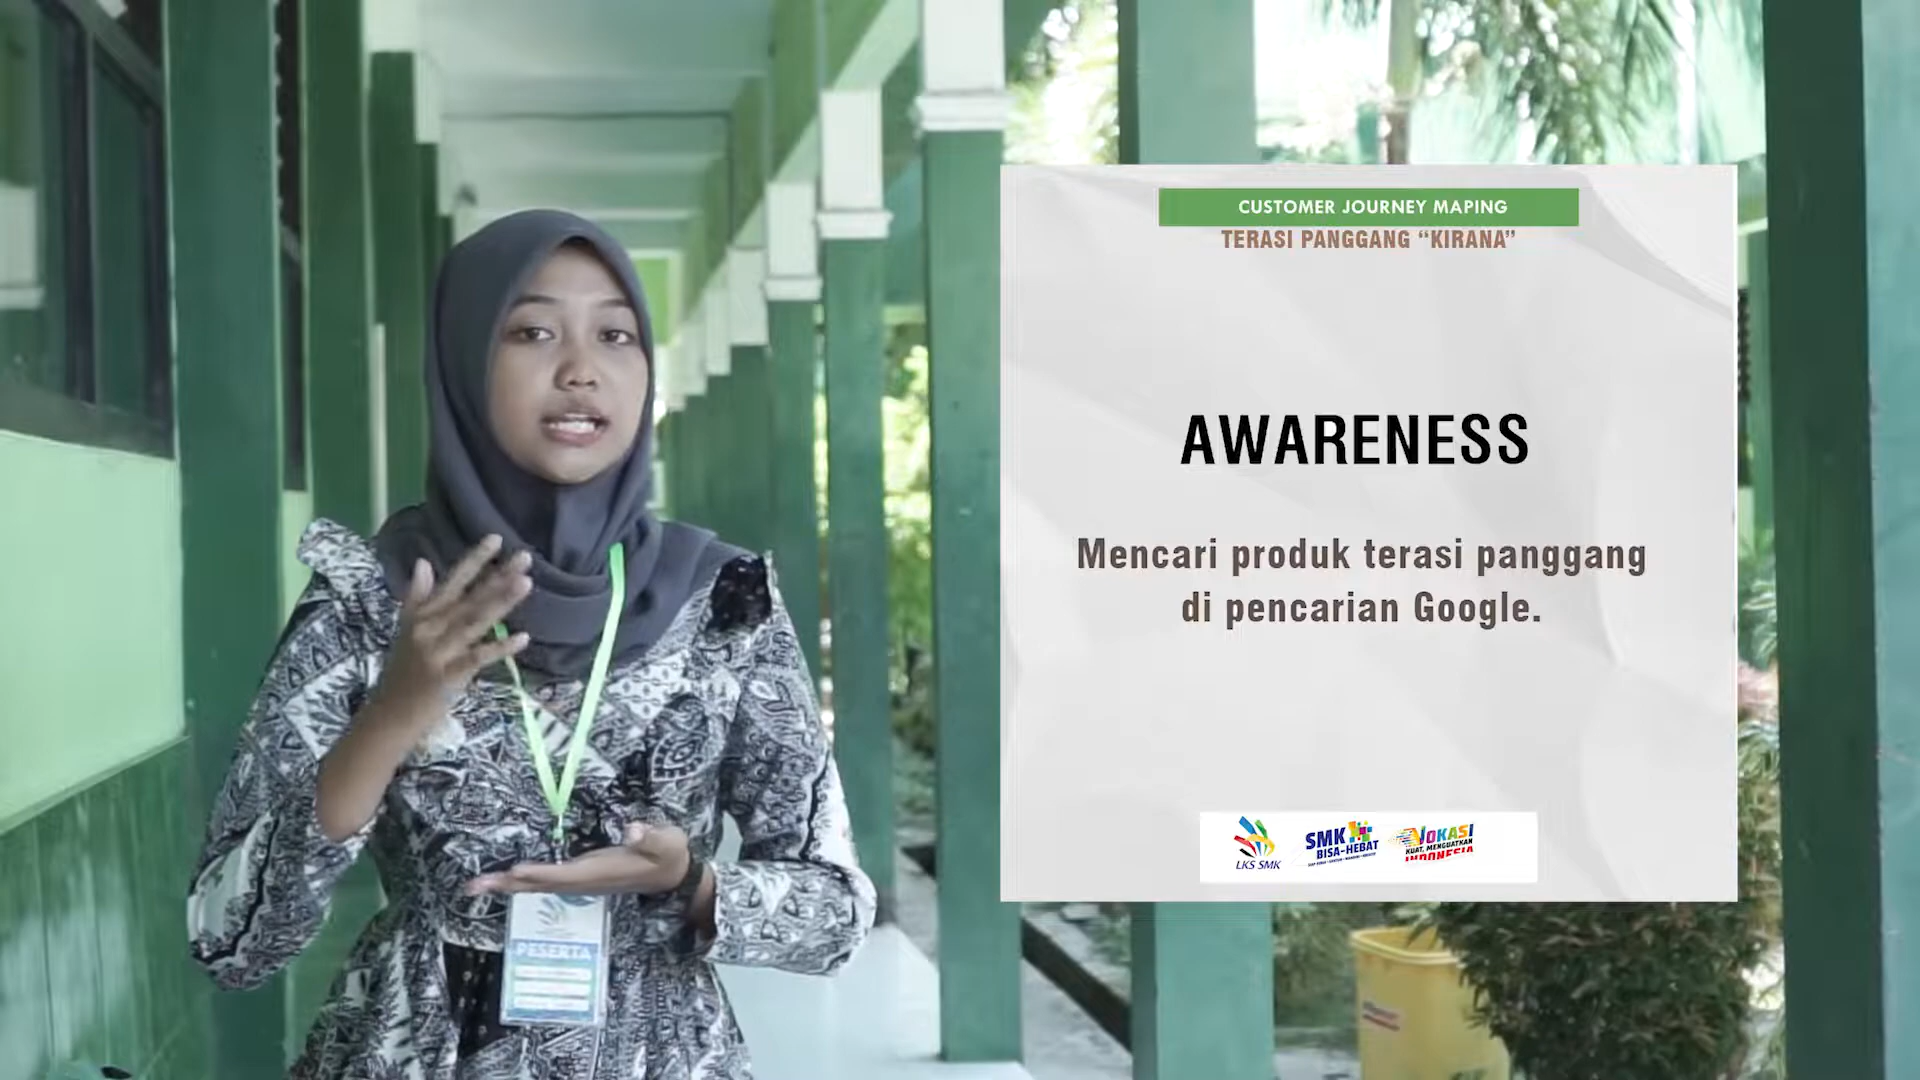 CUSTOMER JOURNEY MAPING
TERASI PANGGANG “KIRANA”
AWARENESS
Mencari produk terasi panggang
di pencarian Google.
LKS SMK
SMK
BISA-HEBAT
VOKASI
KUAT, MENGUATKAN
INDONESIA
PESERTA